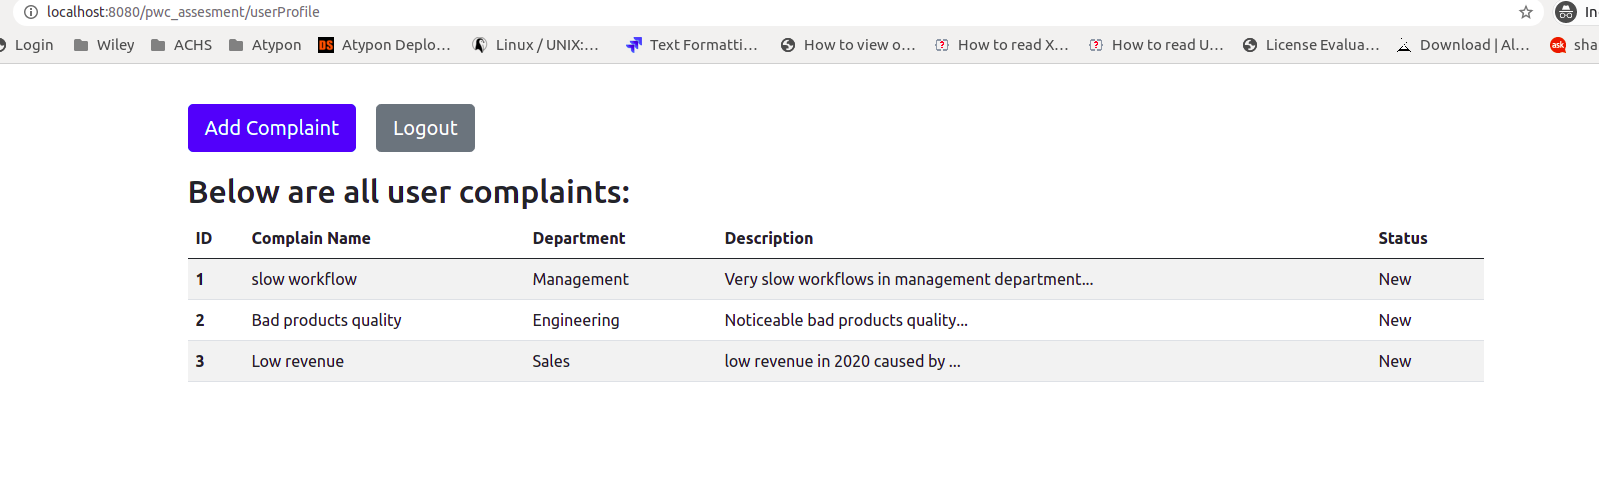 localhost:8080/pwc_assesment/userProfile In
Login Wiley ACHS Atypon DS Atypon Deplo... Linux / UNIX:... Text Formatti... How to view o... How to read X... How to read U... License Evalua... Download | Al... ask sha
Add Complaint Logout
Below are all user complaints:
ID Complain Name Department Description Status
1 slow workflow Management Very slow workflows in management department... New
2 Bad products quality Engineering Noticeable bad products quality... New
3 Low revenue Sales low revenue in 2020 caused by ... New